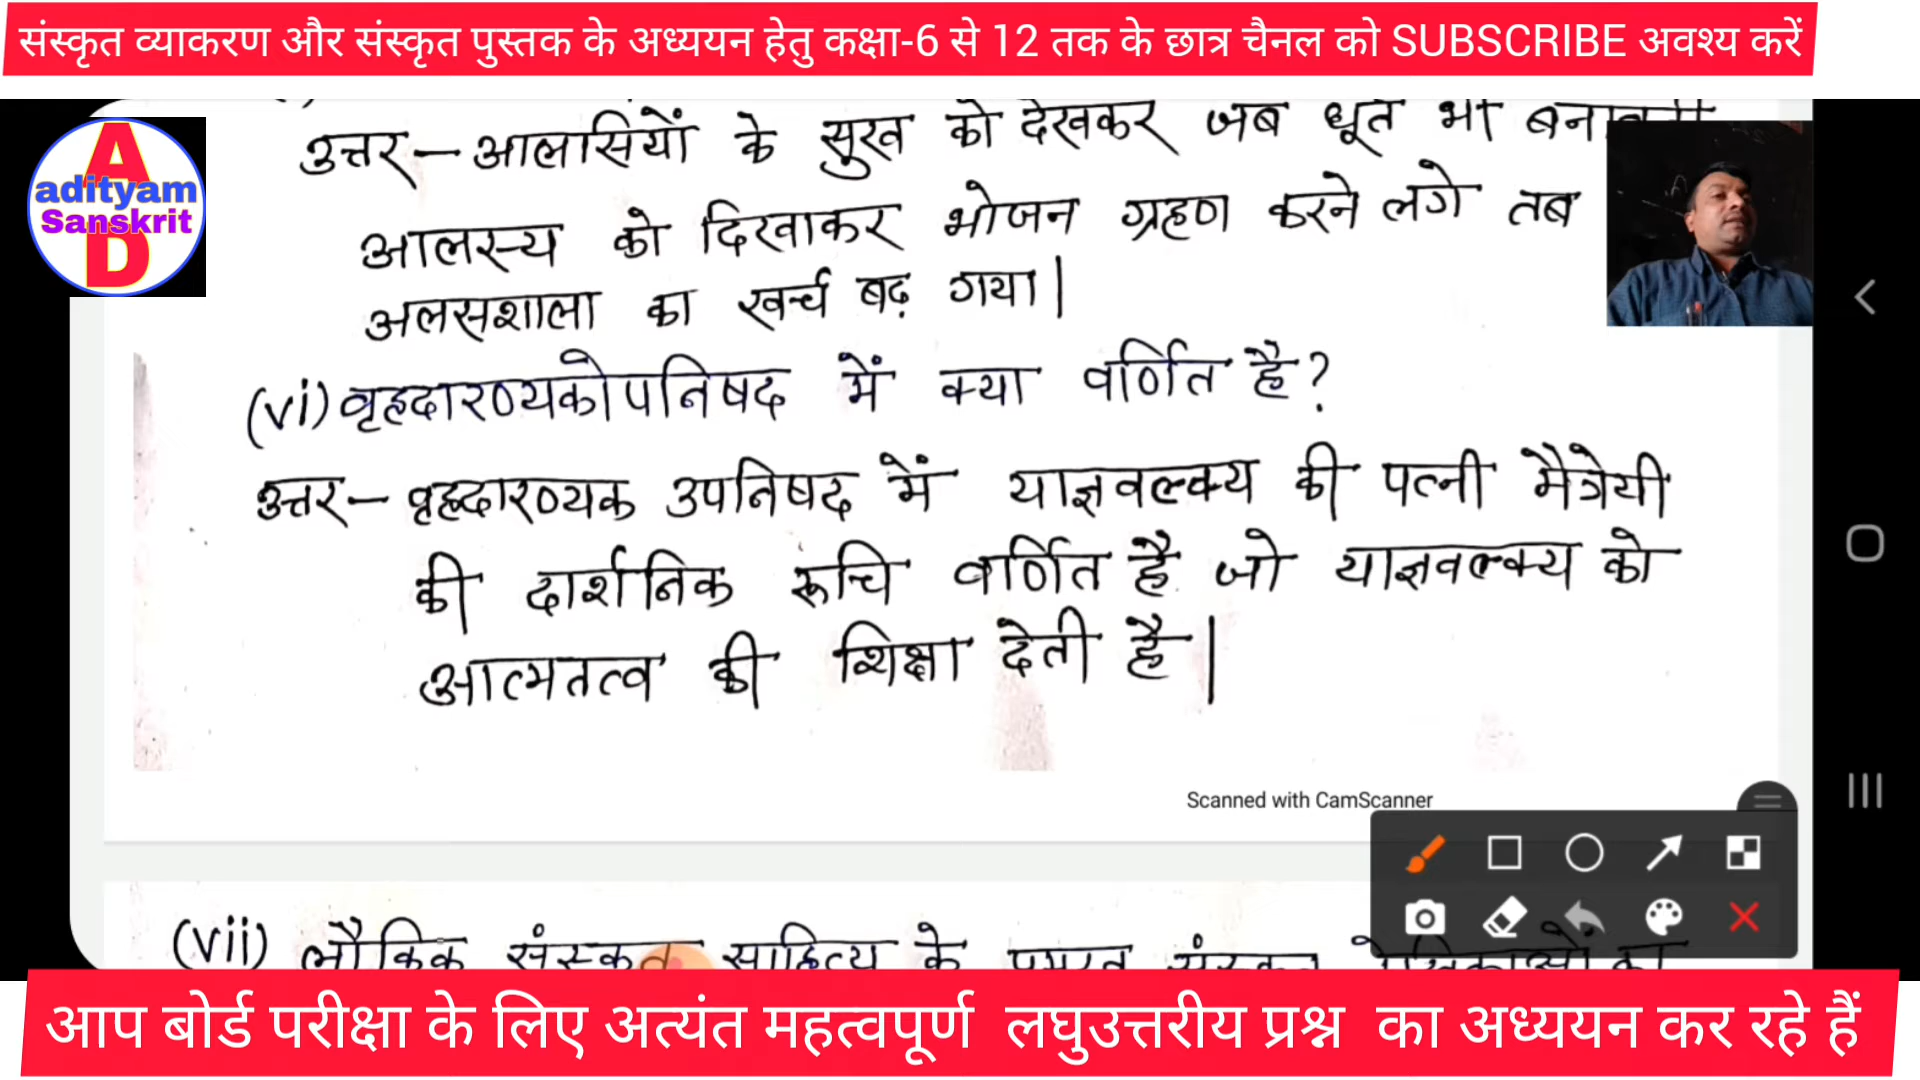 संस्कृत व्याकरण और संस्कृत पुस्तक के अध्ययन हेतु कक्षा-6 से 12 तक के छात्र चैनल को SUBSCRIBE अवश्य करें
A
adityam
Sanskrit
D
उत्तर - आलासियों के सुख को देखकर जब धूर्त भी
आलस्य को दिखाकर भोजन ग्रहण करने लगे तब
अलसशाला का खर्च बढ़ गया|
(vi) वृहदारण्यकोपनिषद में क्या वर्णित है?
उत्तर - वृहदारण्यक उपनिषद में याज्ञवल्क्य की पत्नी मैत्रेयी
की दार्शनिक रूचि वर्णित है जो याज्ञवल्क्य को
आत्मतत्व की शिक्षा देती है|
Scanned with CamScanner
(vii) लौकिक संस्कृत साहित्य के
आप बोर्ड परीक्षा के लिए अत्यंत महत्वपूर्ण लघुउत्तरीय प्रश्न का अध्ययन कर रहे हैं